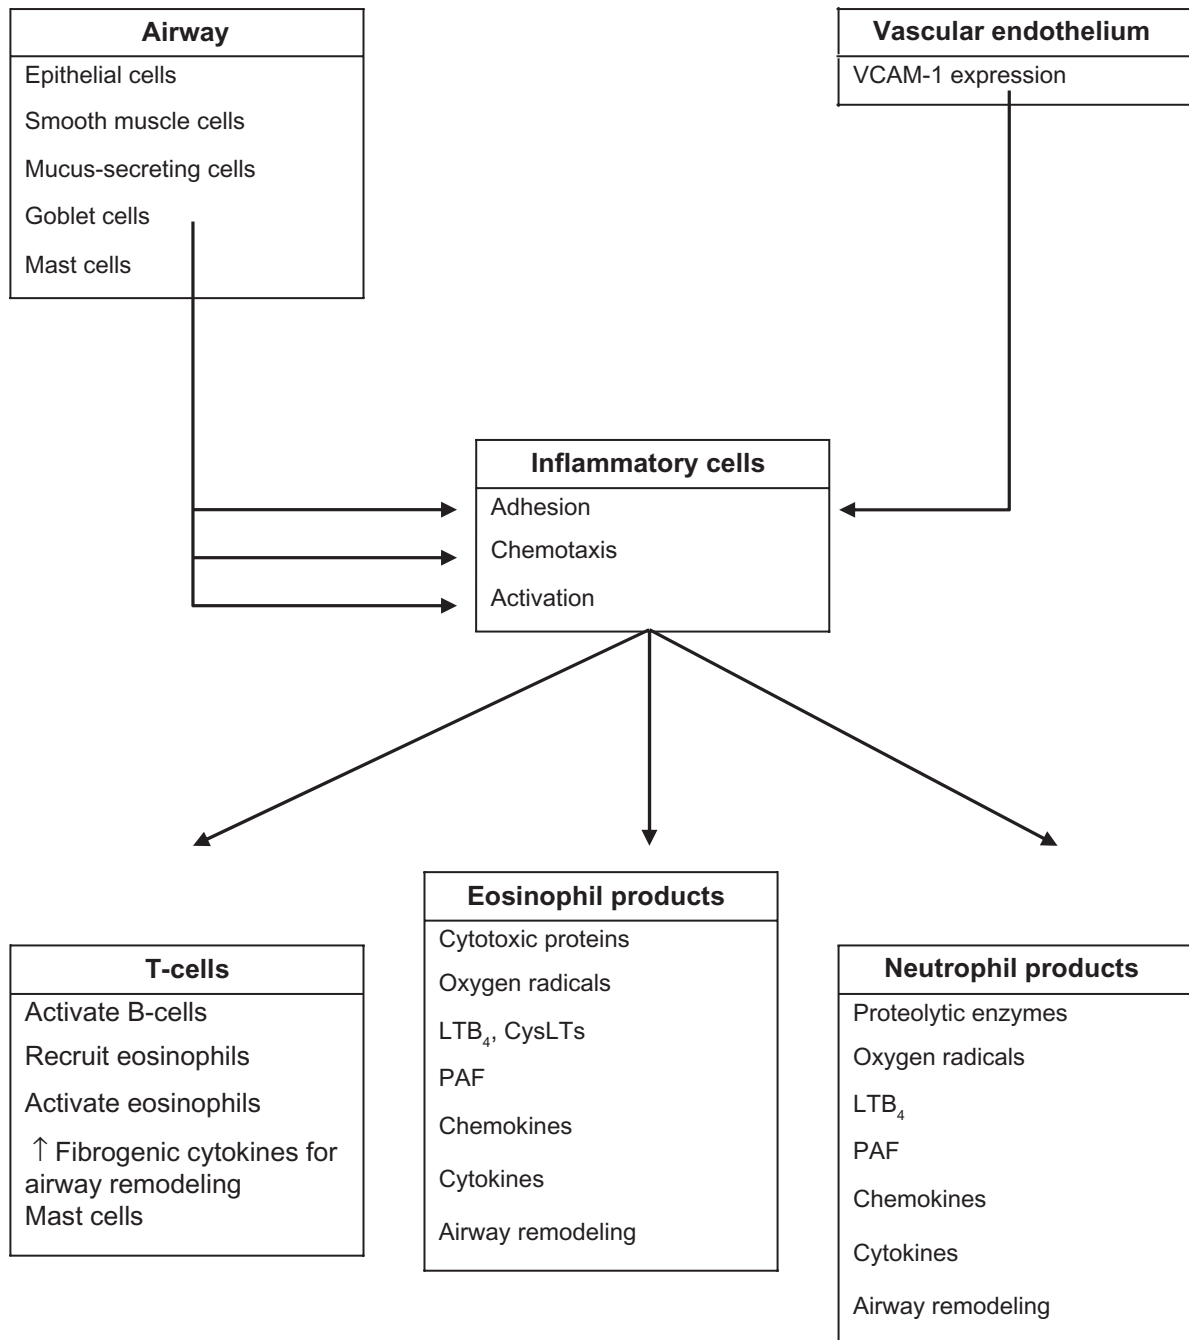 Airway
Epithelial cells
Smooth muscle cells
Mucus-secreting cells
Goblet cells
Mast cells
Vascular endothelium
VCAM-1 expression
Inflammatory cells
Adhesion
Chemotaxis
Activation
T-cells
Activate B-cells
Recruit eosinophils
Activate eosinophils
↑ Fibrogenic cytokines for
airway remodeling
Mast cells
Eosinophil products
Cytotoxic proteins
Oxygen radicals
LTB₄, CysLTs
PAF
Chemokines
Cytokines
Airway remodeling
Neutrophil products
Proteolytic enzymes
Oxygen radicals
LTB₄
PAF
Chemokines
Cytokines
Airway remodeling